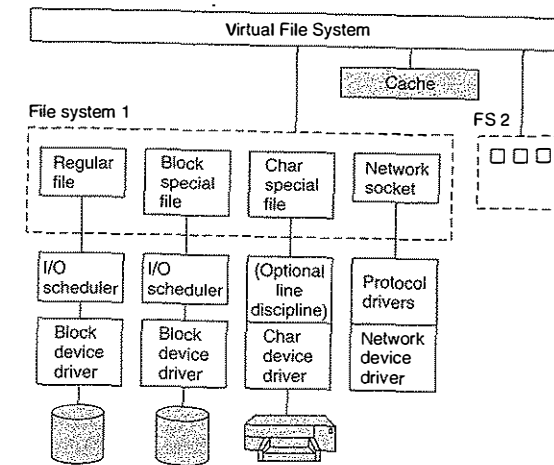 Virtual File System
Cache
File system 1
FS 2
Regular
file
Block
special
file
Char
special
file
Network
socket
I/O
scheduler
I/O
scheduler
(Optional
line
discipline)
Protocol
drivers
Block
device
driver
Block
device
driver
Char
device
driver
Network
device
driver